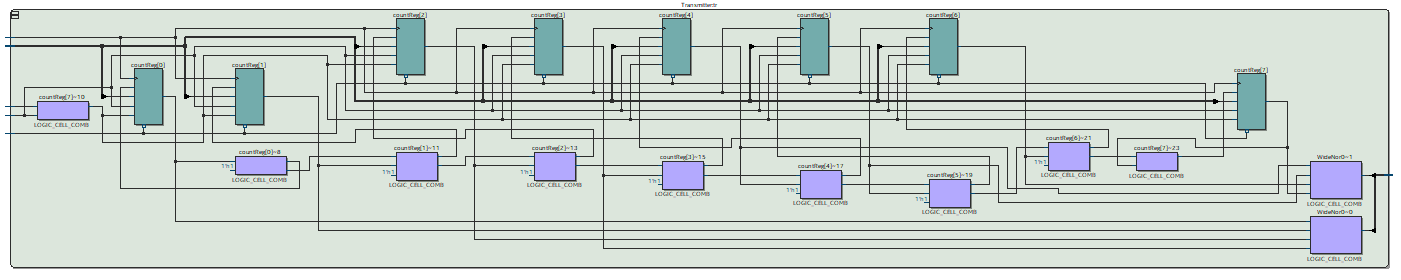 Transmitter:tr
countReg[2]
countReg[3]
countReg[4]
countReg[5]
countReg[6]
countReg[0]
countReg[1]
countReg[7]
countReg[7]~10
LOGIC_CELL_COMB
countReg[0]~8
1'h1
LOGIC_CELL_COMB
countReg[1]~11
1'h1
LOGIC_CELL_COMB
countReg[2]~13
1'h1
LOGIC_CELL_COMB
countReg[3]~15
1'h1
LOGIC_CELL_COMB
countReg[4]~17
1'h1
LOGIC_CELL_COMB
countReg[5]~19
1'h1
LOGIC_CELL_COMB
countReg[6]~21
1'h1
LOGIC_CELL_COMB
countReg[7]~23
LOGIC_CELL_COMB
WideNor0~1
LOGIC_CELL_COMB
WideNor0~0
LOGIC_CELL_COMB